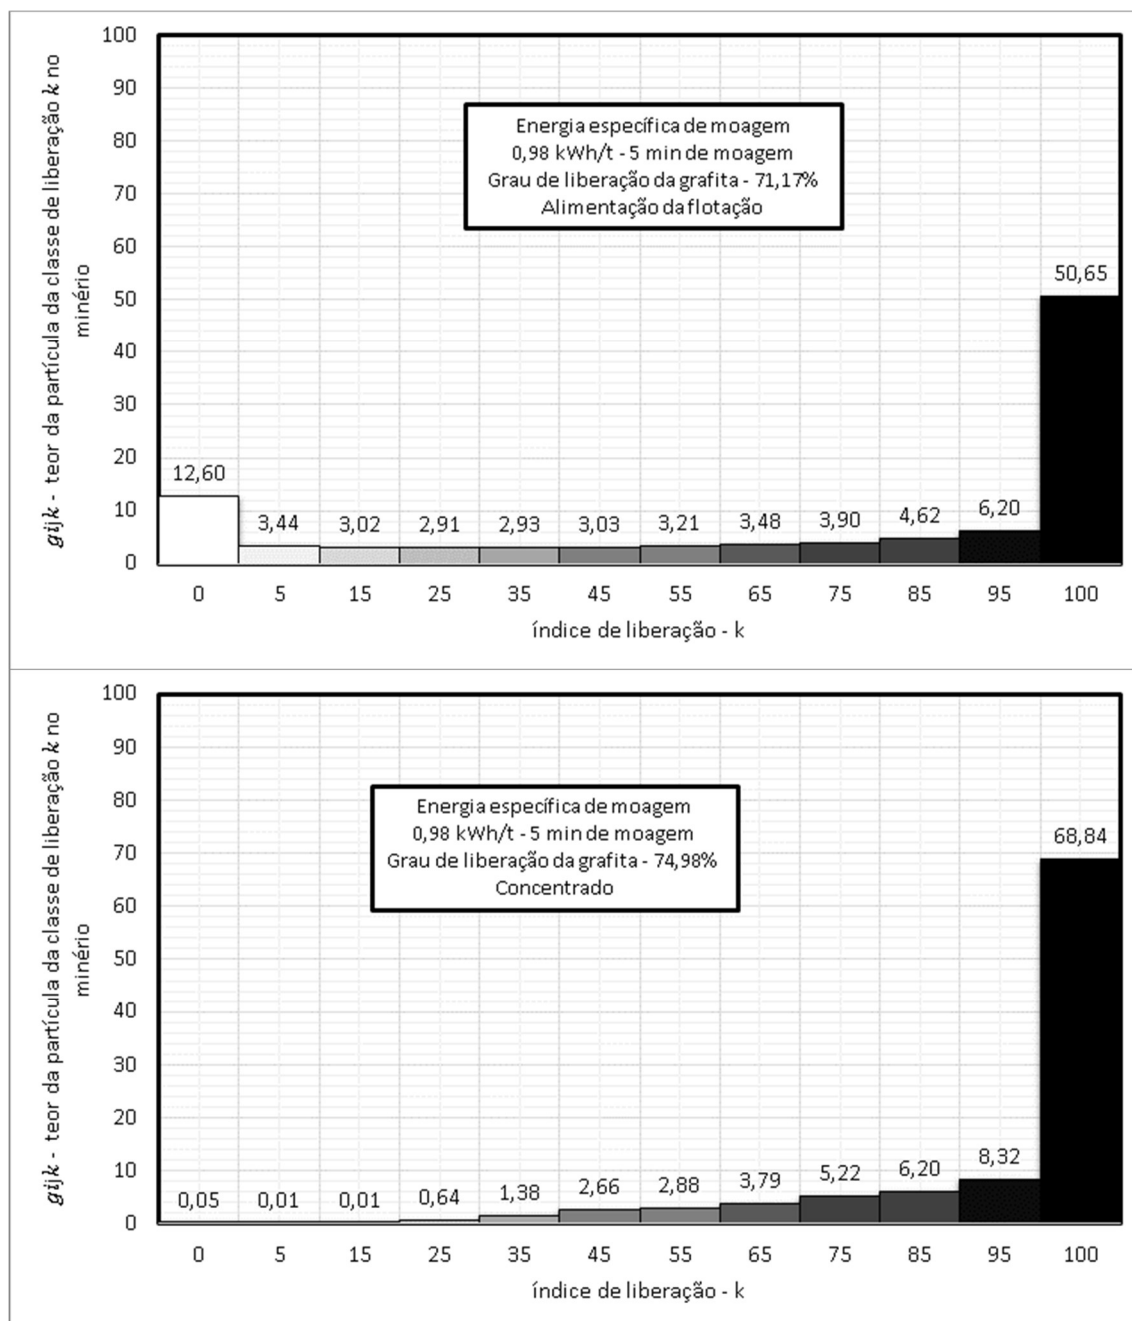 100
90
80
70
60
50
40
30
20
10
0
gijk - teor da partícula da classe de liberação k no
minério
Energia específica de moagem
0,98 kWh/t - 5 min de moagem
Grau de liberação da grafita - 71,17%
Alimentação da flotação
12,60
3,44
3,02
2,91
2,93
3,03
3,21
3,48
3,90
4,62
6,20
50,65
0 5 15 25 35 45 55 65 75 85 95 100
índice de liberação - k
100
90
80
70
60
50
40
30
20
10
0
gijk - teor da partícula da classe de liberação k no
minério
Energia específica de moagem
0,98 kWh/t - 5 min de moagem
Grau de liberação da grafita - 74,98%
Concentrado
0,05
0,01
0,01
0,64
1,38
2,66
2,88
3,79
5,22
6,20
8,32
68,84
0 5 15 25 35 45 55 65 75 85 95 100
índice de liberação - k